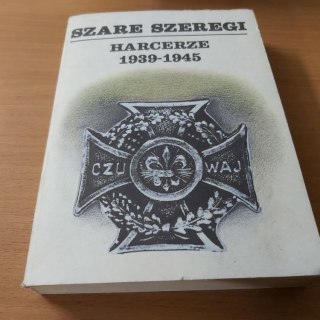 SZARE SZEREGI
HARCERZE
1939-1945
CZU WAJ